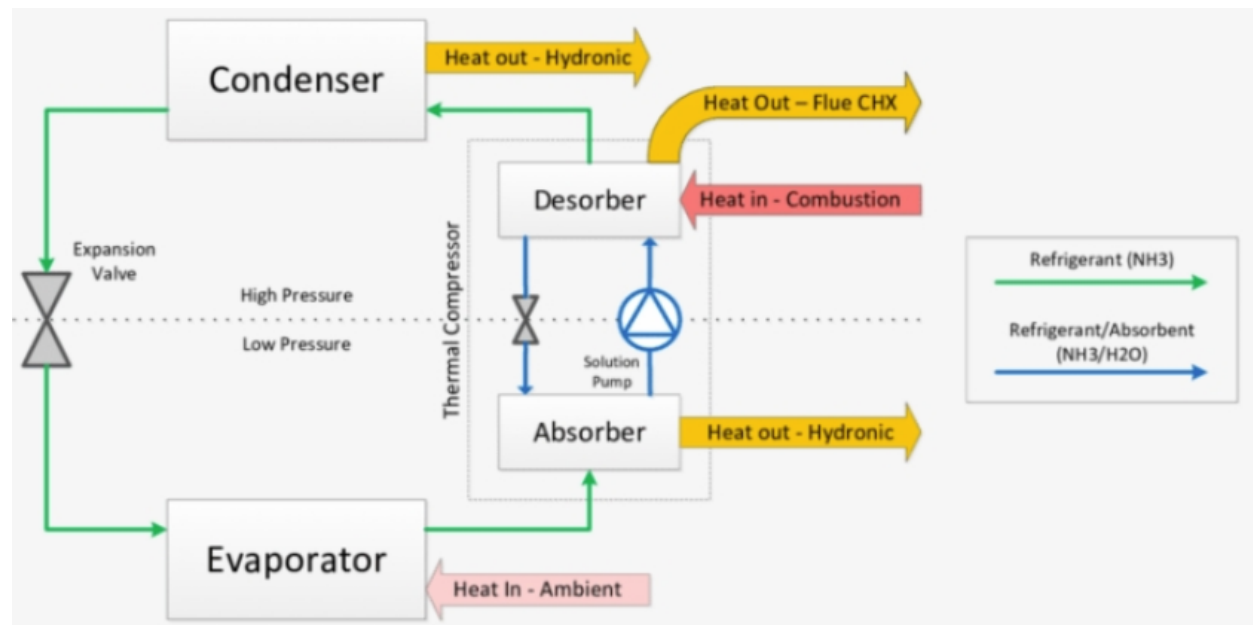 Condenser
Heat out - Hydronic
Heat Out – Flue CHX
Desorber
Heat in - Combustion
Expansion
Valve
High Pressure
Low Pressure
Thermal Compressor
Solution
Pump
Refrigerant (NH3)
Refrigerant/Absorbent
(NH3/H2O)
Absorber
Heat out - Hydronic
Evaporator
Heat In - Ambient